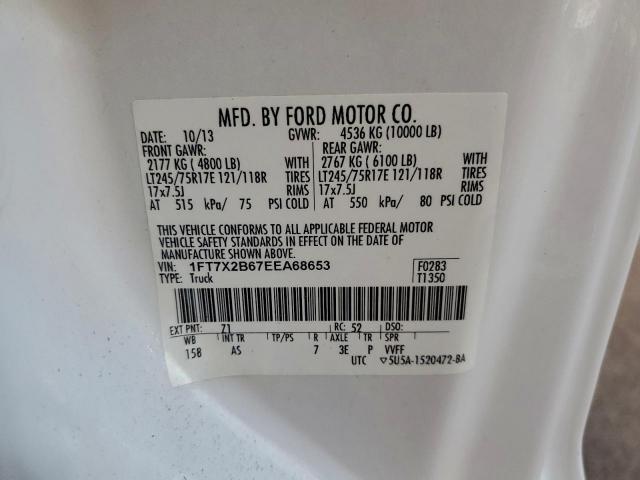 MFD. BY FORD MOTOR CO.
DATE: 10/13 GVWR: 4536 KG (10000 LB)
FRONT GAWR: REAR GAWR:
2177 KG ( 4800 LB) WITH 2767 KG ( 6100 LB) WITH
LT245/75R17E 121/118R TIRES LT245/75R17E 121/118R TIRES
17x7.5J RIMS 17x7.5J RIMS
AT 515 kPa/ 75 PSI COLD AT 550 kPa/ 80 PSI COLD
THIS VEHICLE CONFORMS TO ALL APPLICABLE FEDERAL MOTOR
VEHICLE SAFETY STANDARDS IN EFFECT ON THE DATE OF
MANUFACTURE SHOWN ABOVE.
VIN: 1FT7X2B67EEA68653 F0283
TYPE: Truck T1350
EXT PNT: Z1 RC: 52 DSO:
WB INT TR TP/PS R AXLE TR SPR
158 AS 7 3E P VVFF
UTC ▽5U5A-1520472-BA